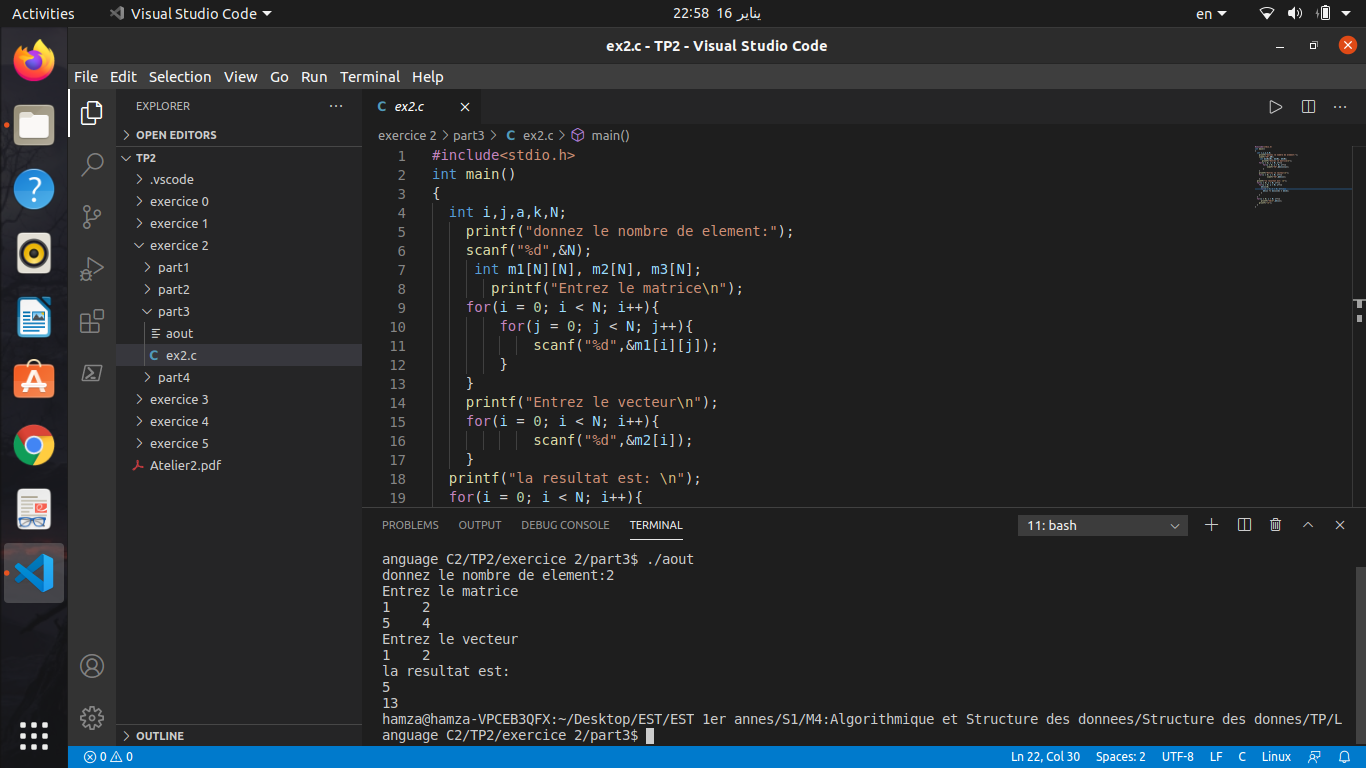 Activities
Visual Studio Code
22:58 16 يناير
en
ex2.c - TP2 - Visual Studio Code
File Edit Selection View Go Run Terminal Help
EXPLORER
OPEN EDITORS
TP2
.vscode
exercice 0
exercice 1
exercice 2
part1
part2
part3
aout
C ex2.c
part4
exercice 3
exercice 4
exercice 5
Atelier2.pdf
OUTLINE
C ex2.c
exercice 2 > part3 > C ex2.c > main()
1 #include<stdio.h>
2 int main()
3 {
4 int i,j,a,k,N;
5 printf("donnez le nombre de element:");
6 scanf("%d",&N);
7 int m1[N][N], m2[N], m3[N];
8 printf("Entrez le matrice\n");
9 for(i = 0; i < N; i++){
10 for(j = 0; j < N; j++){
11 scanf("%d",&m1[i][j]);
12 }
13 }
14 printf("Entrez le vecteur\n");
15 for(i = 0; i < N; i++){
16 scanf("%d",&m2[i]);
17 }
18 printf("la resultat est: \n");
19 for(i = 0; i < N; i++){
PROBLEMS OUTPUT DEBUG CONSOLE TERMINAL
11: bash
anguage C2/TP2/exercice 2/part3$ ./aout
donnez le nombre de element:2
Entrez le matrice
1 2
5 4
Entrez le vecteur
1 2
la resultat est:
5
13
hamza@hamza-VPCEB3QFX:~/Desktop/EST/EST 1er annes/S1/M4:Algorithmique et Structure des donnees/Structure des donnes/TP/L
anguage C2/TP2/exercice 2/part3$
0 0
Ln 22, Col 30 Spaces: 2 UTF-8 LF C Linux